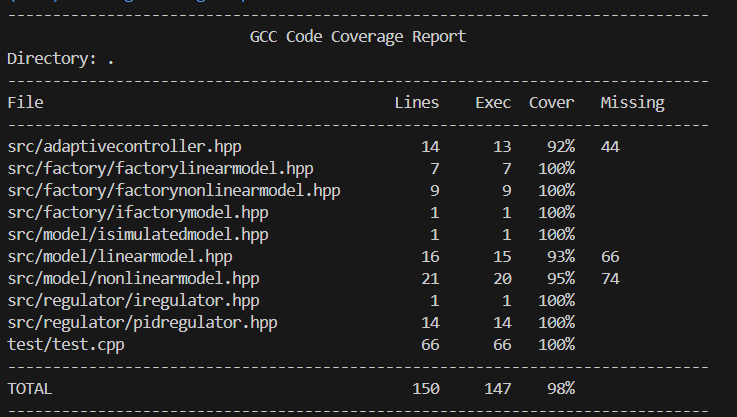 ------------------------------------------------------------------------------
                           GCC Code Coverage Report
Directory: .
------------------------------------------------------------------------------
File                                       Lines    Exec  Cover   Missing
------------------------------------------------------------------------------
src/adaptivecontroller.hpp                    14      13    92%   44
src/factory/factorylinearmodel.hpp             7       7   100%
src/factory/factorynonlinearmodel.hpp          9       9   100%
src/factory/ifactorymodel.hpp                  1       1   100%
src/model/isimulatedmodel.hpp                  1       1   100%
src/model/linearmodel.hpp                     16      15    93%   66
src/model/nonlinearmodel.hpp                  21      20    95%   74
src/regulator/iregulator.hpp                   1       1   100%
src/regulator/pidregulator.hpp                14      14   100%
test/test.cpp                                 66      66   100%
------------------------------------------------------------------------------
TOTAL                                        150     147    98%
------------------------------------------------------------------------------